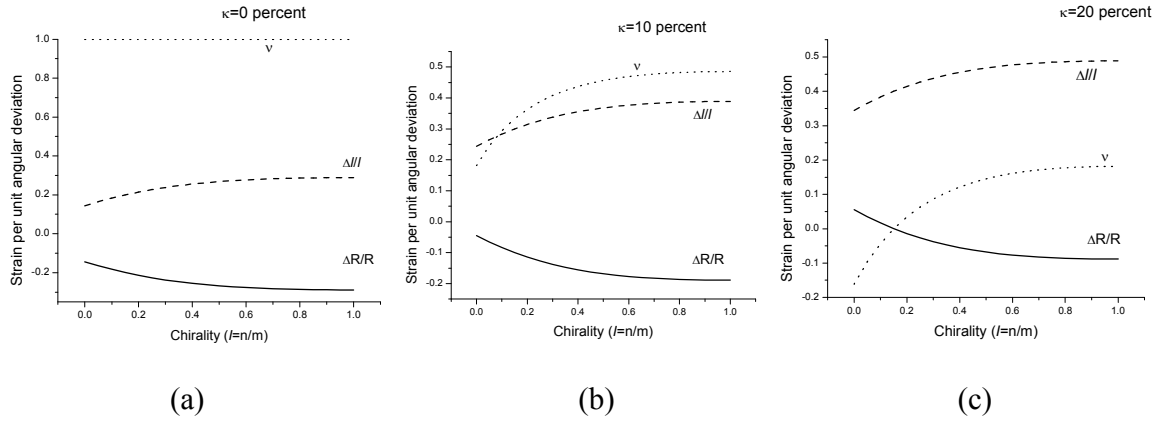 κ=0 percent
Strain per unit angular deviation
1.0
0.8
0.6
0.4
0.2
0.0
-0.2
ν
Δl/l
ΔR/R
0.0 0.2 0.4 0.6 0.8 1.0
Chirality (l=n/m)
(a)
κ=10 percent
Strain per unit angular deviation
0.5
0.4
0.3
0.2
0.1
0.0
-0.1
-0.2
ν
Δl/l
ΔR/R
0.0 0.2 0.4 0.6 0.8 1.0
Chirality (l=n/m)
(b)
κ=20 percent
Strain per unit angular deviation
0.5
0.4
0.3
0.2
0.1
0.0
-0.1
-0.2
Δl/l
ν
ΔR/R
0.0 0.2 0.4 0.6 0.8 1.0
Chirality (l=n/m)
(c)